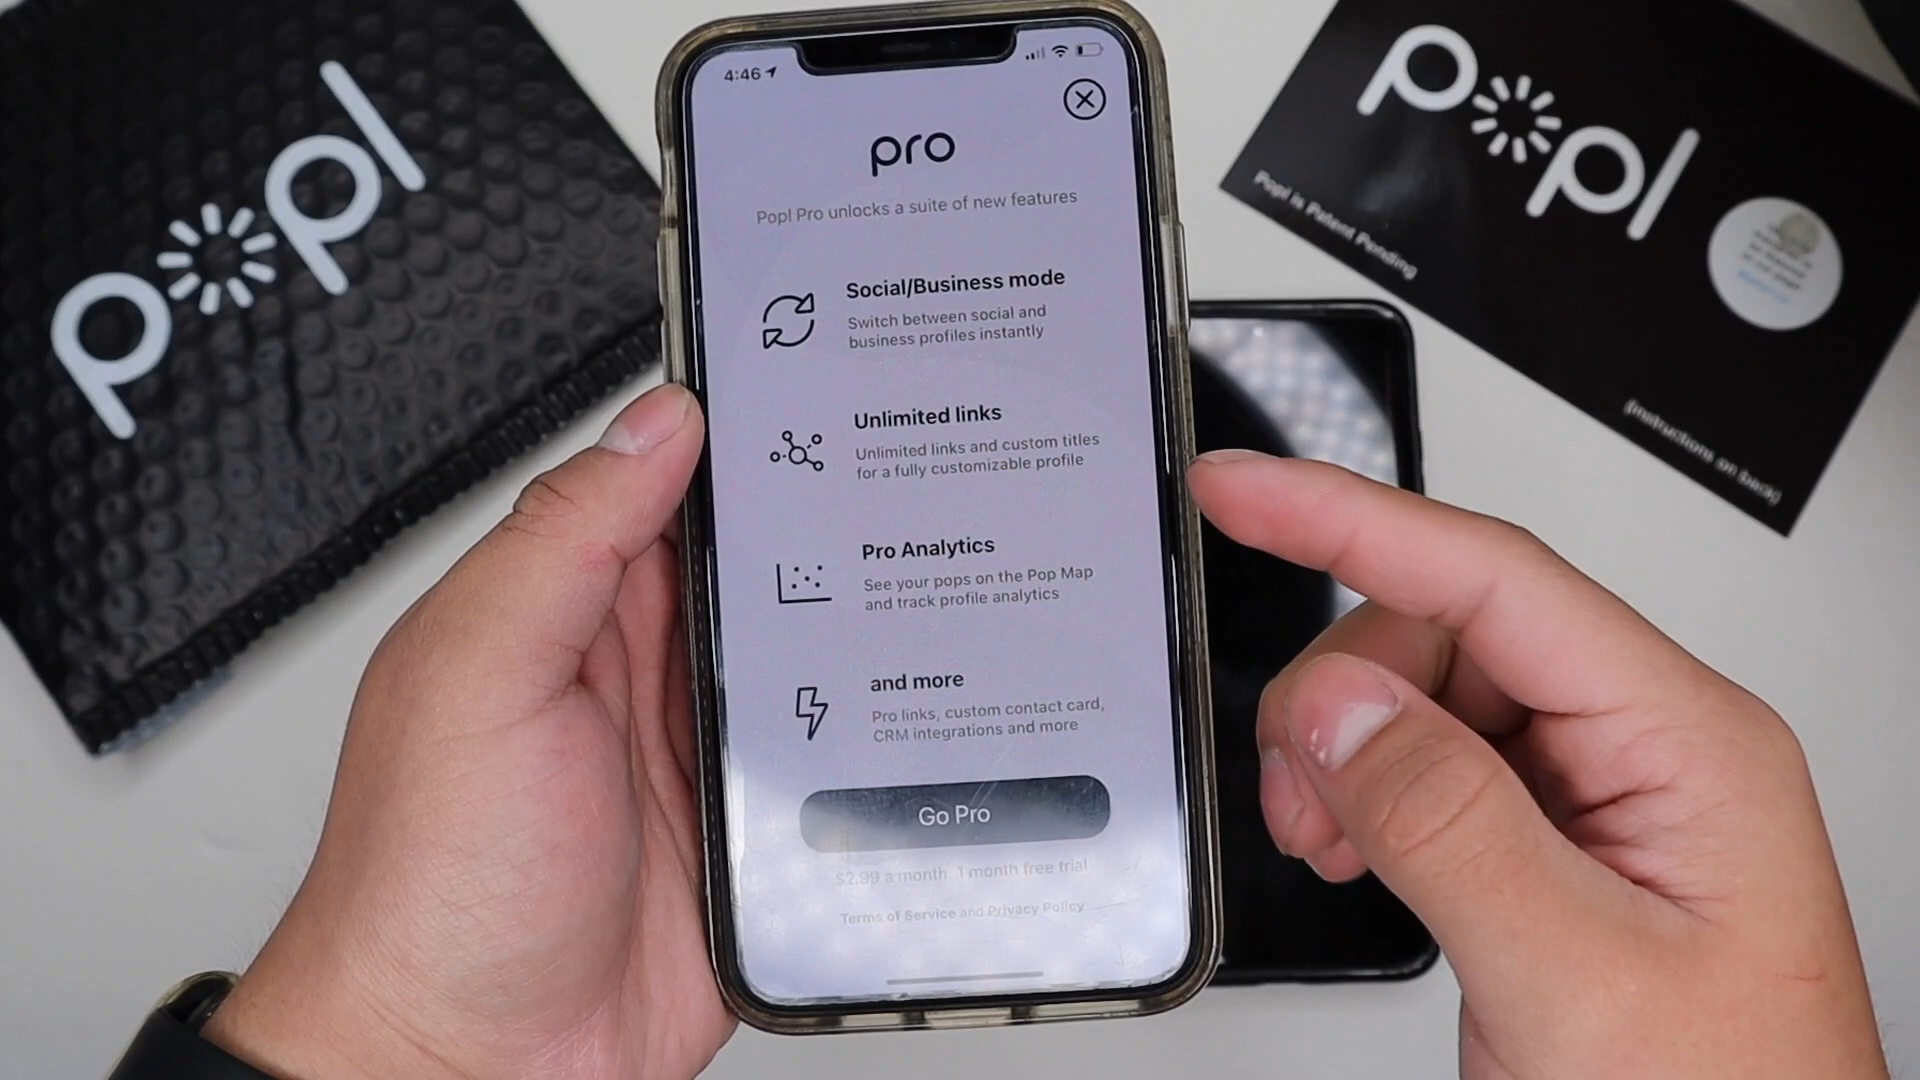 popl
4:46
pro
Popl Pro unlocks a suite of new features
Social/Business mode
Switch between social and
business profiles instantly
Unlimited links
Unlimited links and custom titles
for a fully customizable profile
Pro Analytics
See your pops on the Pop Map
and track profile analytics
and more
Pro links, custom contact card,
CRM integrations and more
Go Pro
$2.99 a month, 1 month free trial
Terms of Service and Privacy Policy
popl
Popl is Patent Pending
(instructions on back)